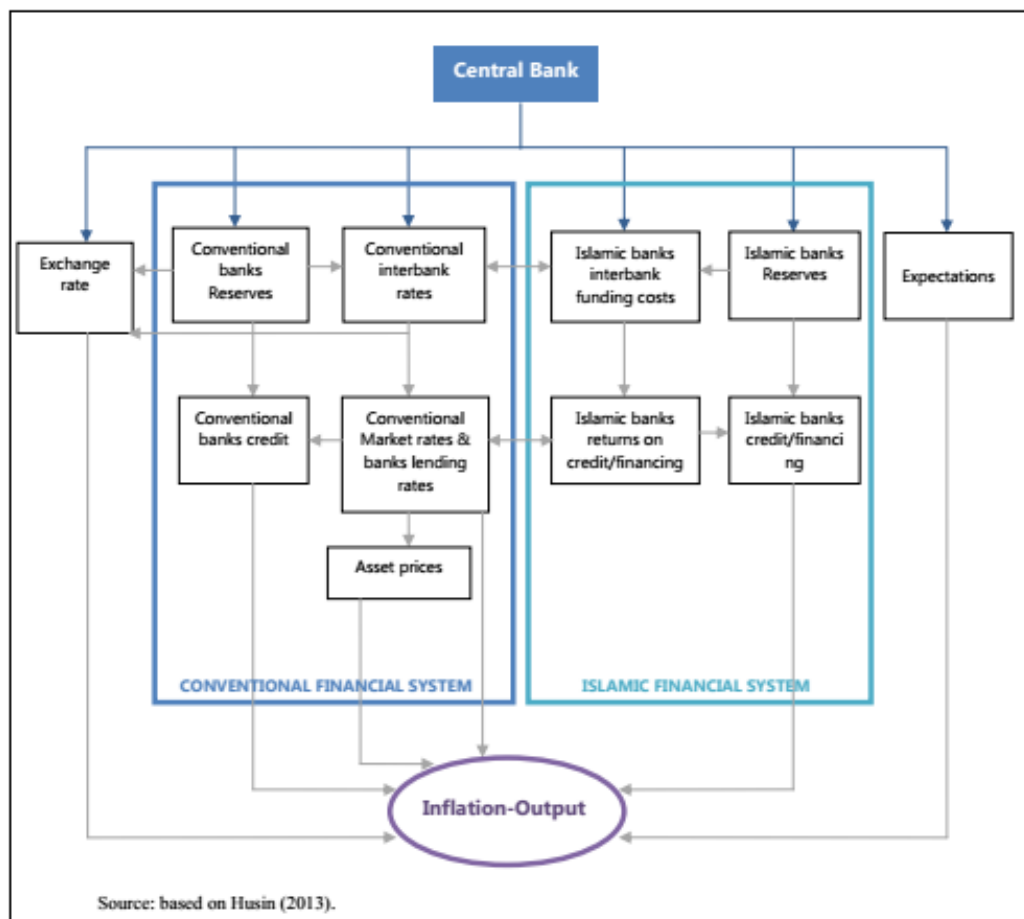 Central Bank
Exchange
rate
Conventional
banks
Reserves
Conventional
interbank
rates
Islamic banks
interbank
funding costs
Islamic banks
Reserves
Expectations
Conventional
banks credit
Conventional
Market rates &
banks lending
rates
Islamic banks
returns on
credit/financing
Islamic banks
credit/financi
ng
Asset prices
CONVENTIONAL FINANCIAL SYSTEM
ISLAMIC FINANCIAL SYSTEM
Inflation-Output
Source: based on Husin (2013).